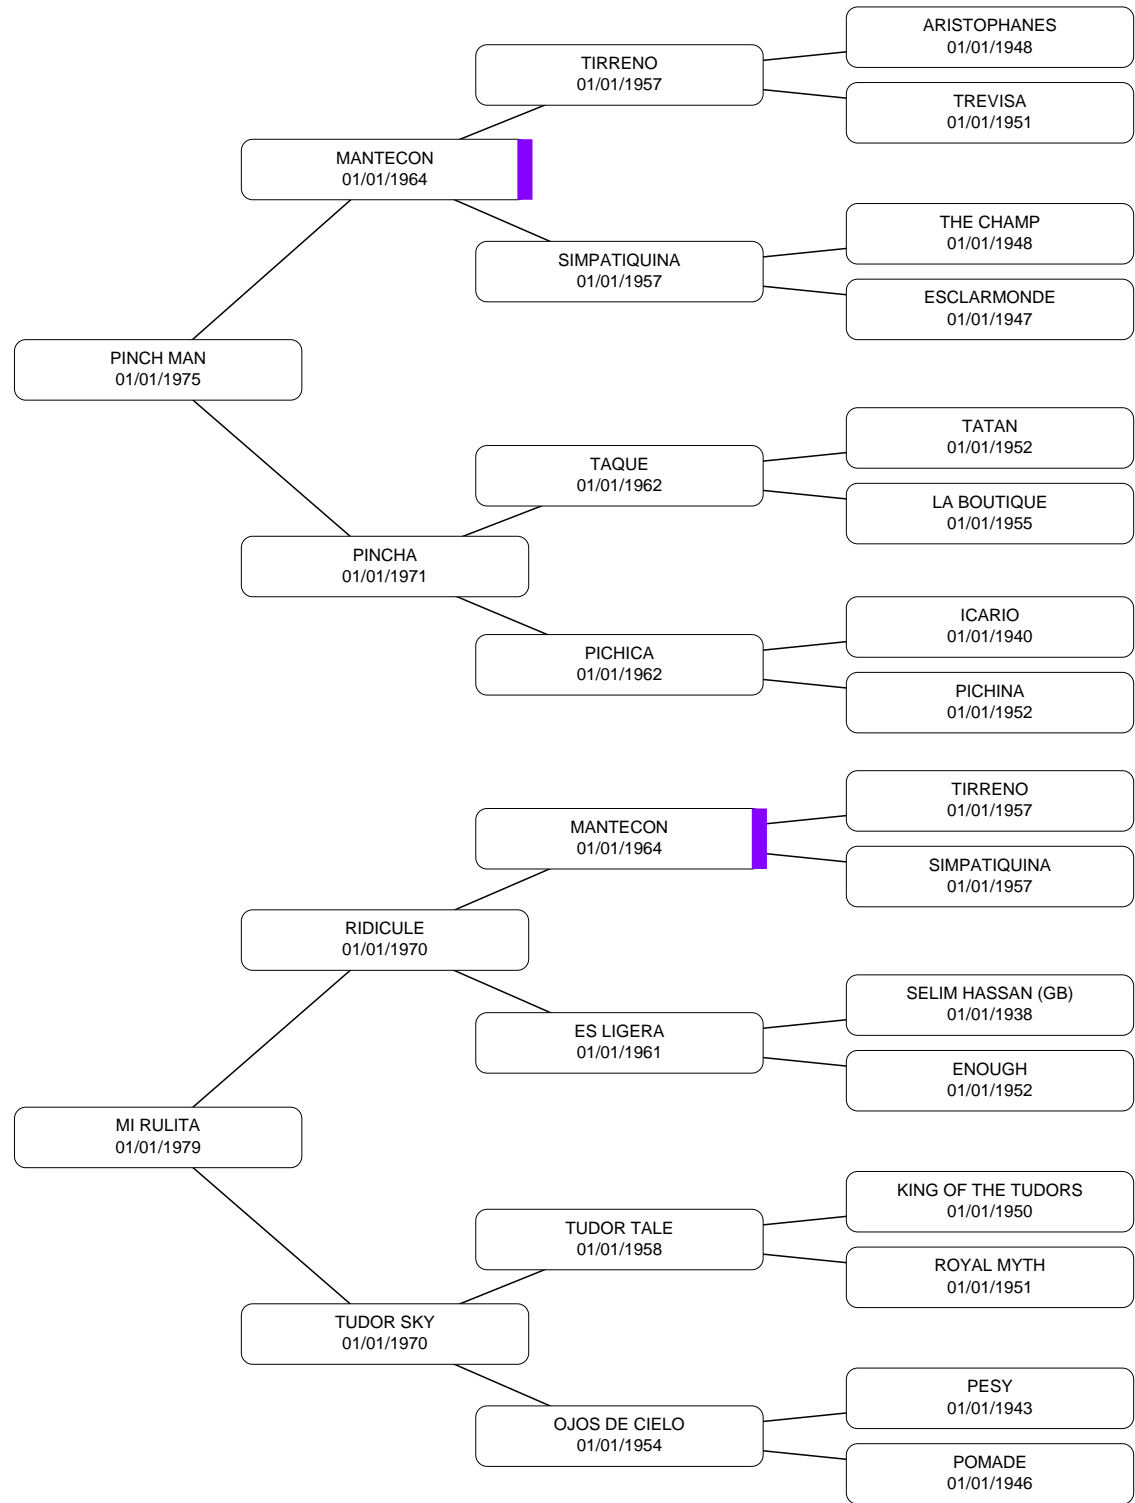 ARISTOPHANES
01/01/1948
TIRRENO
01/01/1957
TREVISA
01/01/1951
MANTECON
01/01/1964
THE CHAMP
01/01/1948
SIMPATIQUINA
01/01/1957
ESCLARMONDE
01/01/1947
PINCH MAN
01/01/1975
TATAN
01/01/1952
TAQUE
01/01/1962
LA BOUTIQUE
01/01/1955
PINCHA
01/01/1971
ICARIO
01/01/1940
PICHICA
01/01/1962
PICHINA
01/01/1952
TIRRENO
01/01/1957
MANTECON
01/01/1964
SIMPATIQUINA
01/01/1957
RIDICULE
01/01/1970
SELIM HASSAN (GB)
01/01/1938
ES LIGERA
01/01/1961
ENOUGH
01/01/1952
MI RULITA
01/01/1979
KING OF THE TUDORS
01/01/1950
TUDOR TALE
01/01/1958
ROYAL MYTH
01/01/1951
TUDOR SKY
01/01/1970
PESY
01/01/1943
OJOS DE CIELO
01/01/1954
POMADE
01/01/1946